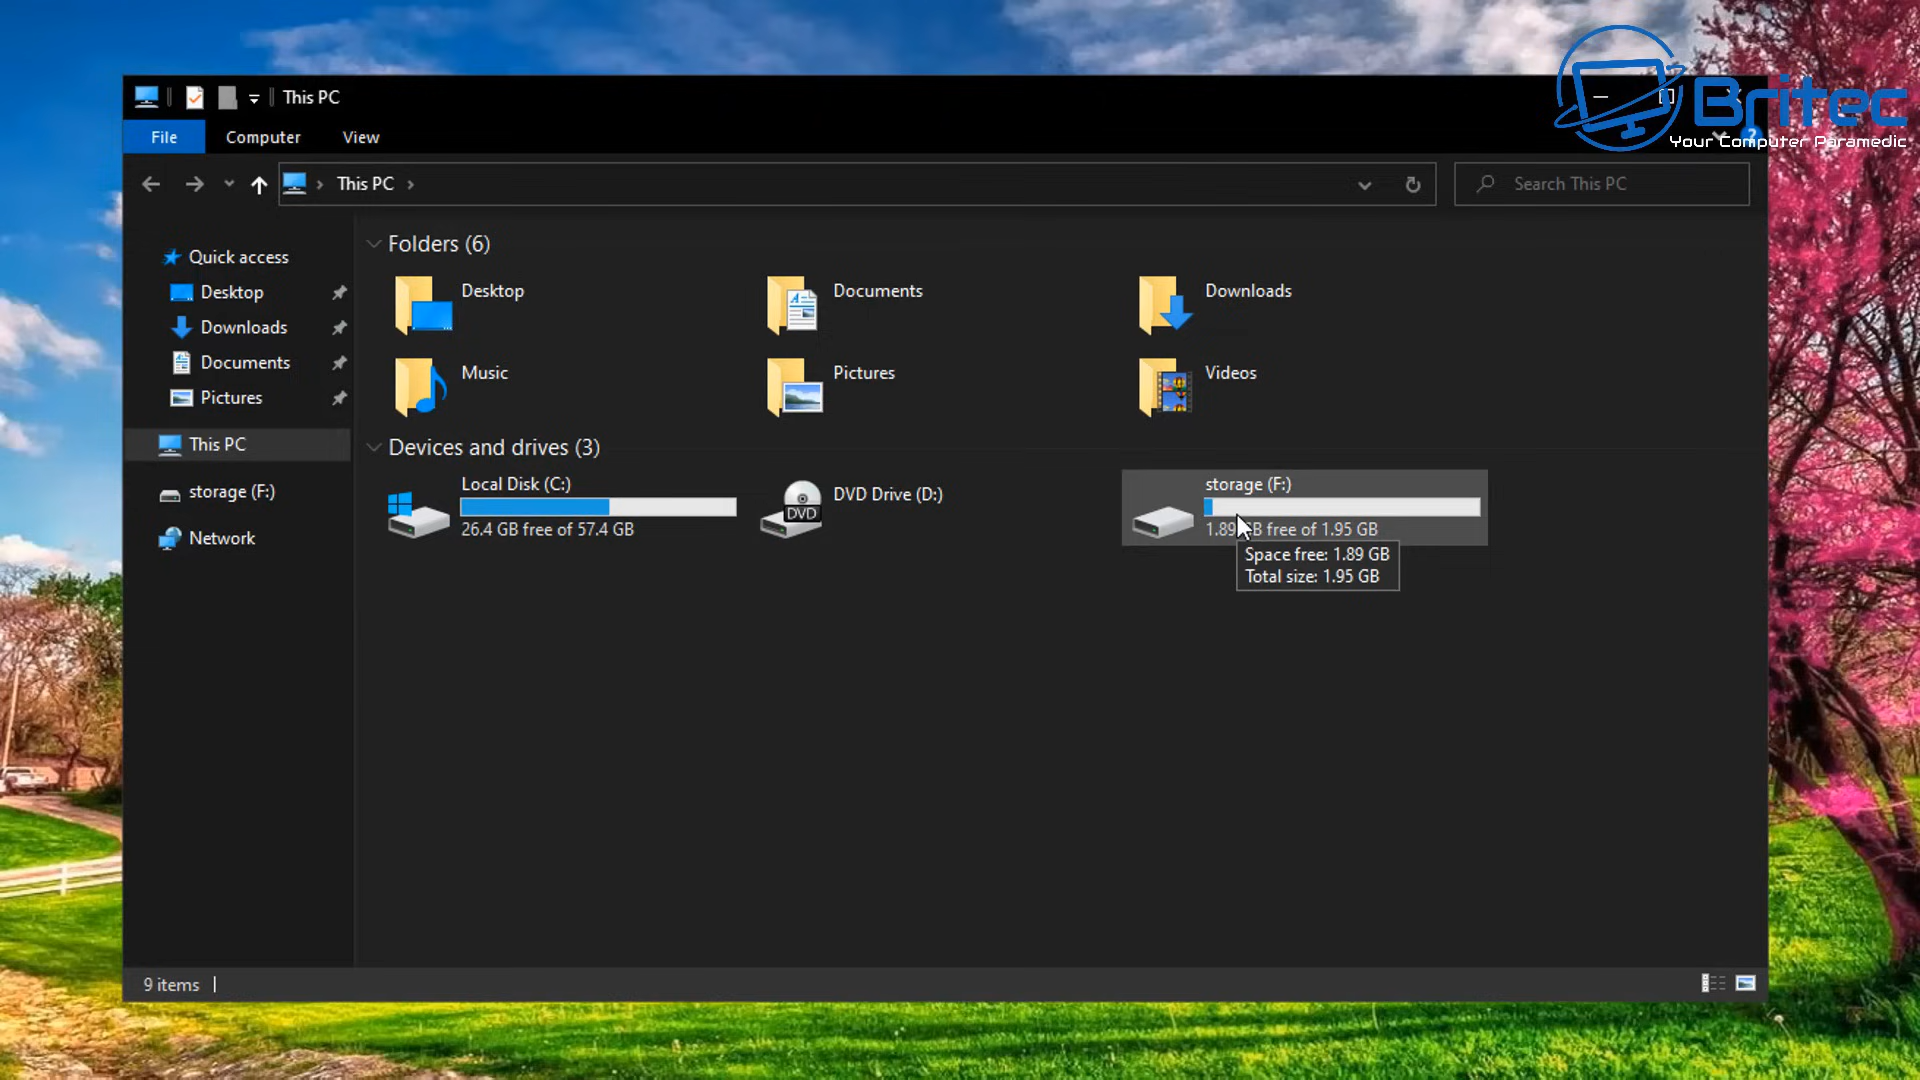 This PC
Britec
Your Computer Paramedic
File Computer View
This PC
Search This PC
Quick access
Desktop
Downloads
Documents
Pictures
This PC
storage (F:)
Network
Folders (6)
Desktop
Documents
Downloads
Music
Pictures
Videos
Devices and drives (3)
Local Disk (C:)
26.4 GB free of 57.4 GB
DVD Drive (D:)
DVD
storage (F:)
1.89 GB free of 1.95 GB
Space free: 1.89 GB
Total size: 1.95 GB
9 items